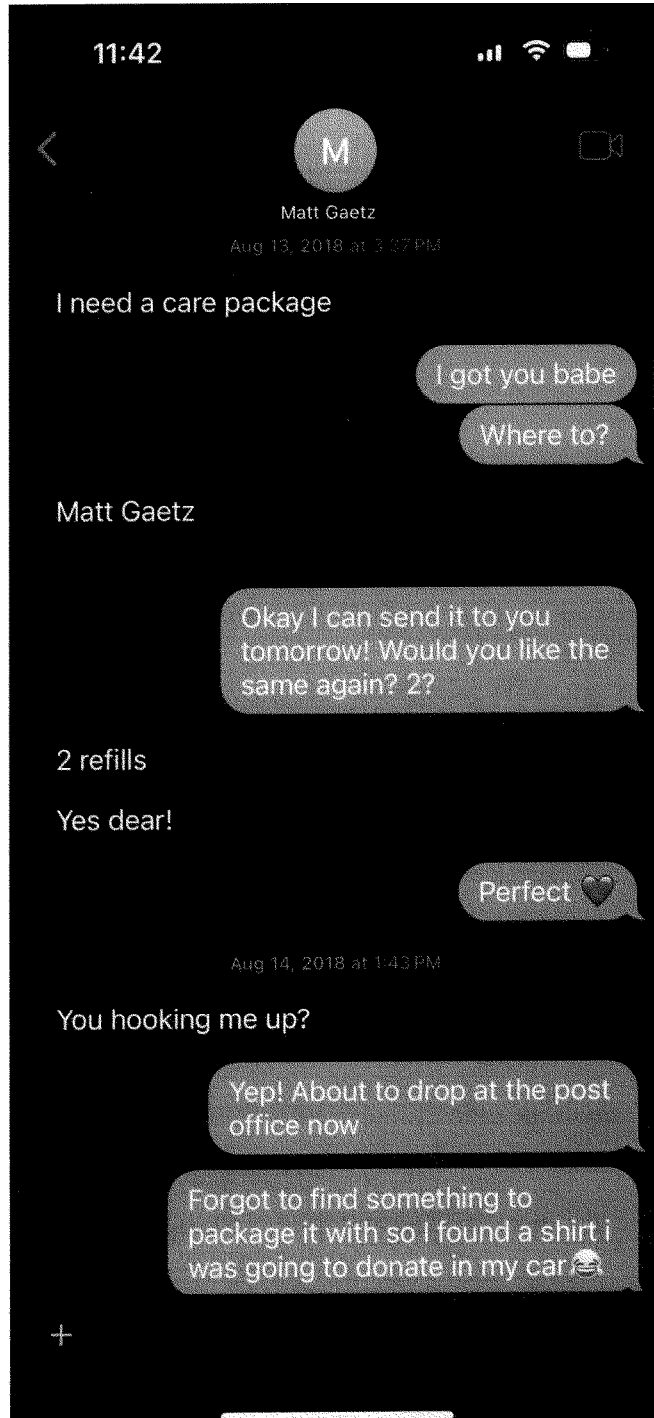 11:42
M
Matt Gaetz
Aug 13, 2018 at 3:37 PM
I need a care package
I got you babe
Where to?
Matt Gaetz
Okay I can send it to you
tomorrow! Would you like the
same again? 2?
2 refills
Yes dear!
Perfect 🖤
Aug 14, 2018 at 1:43 PM
You hooking me up?
Yep! About to drop at the post
office now
Forgot to find something to
package it with so I found a shirt i
was going to donate in my car😂